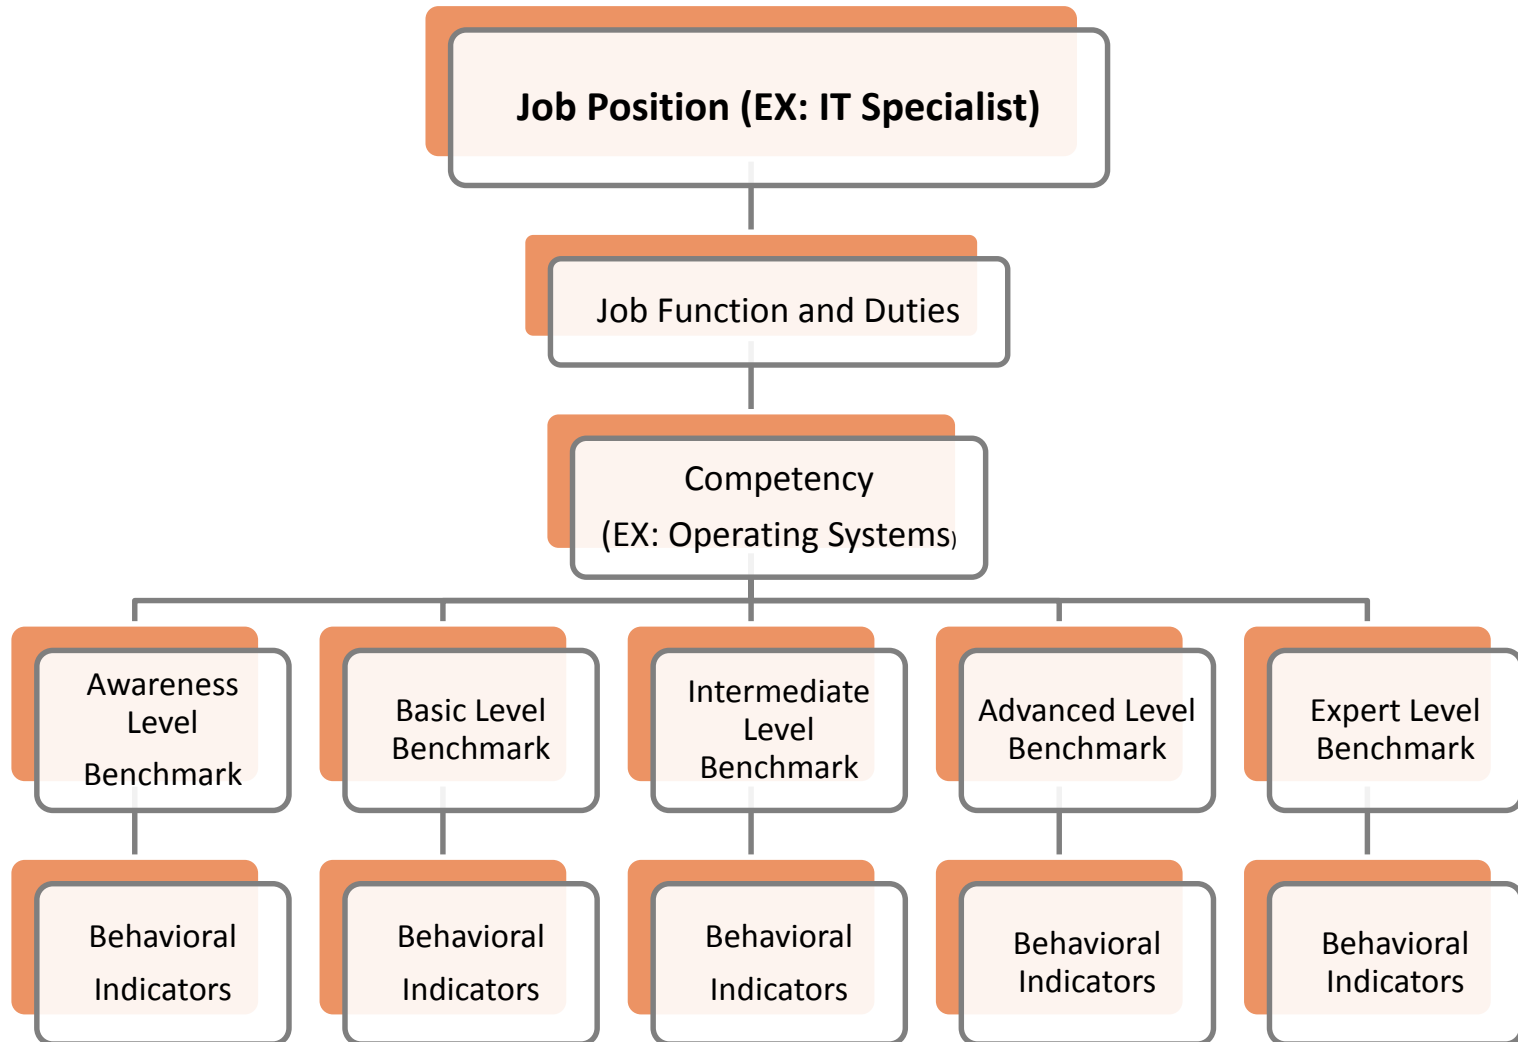 Job Position (EX: IT Specialist)
Job Function and Duties
Competency
(EX: Operating Systems)
Awareness
Level
Benchmark
Basic Level
Benchmark
Intermediate
Level
Benchmark
Advanced Level
Benchmark
Expert Level
Benchmark
Behavioral
Indicators
Behavioral
Indicators
Behavioral
Indicators
Behavioral
Indicators
Behavioral
Indicators